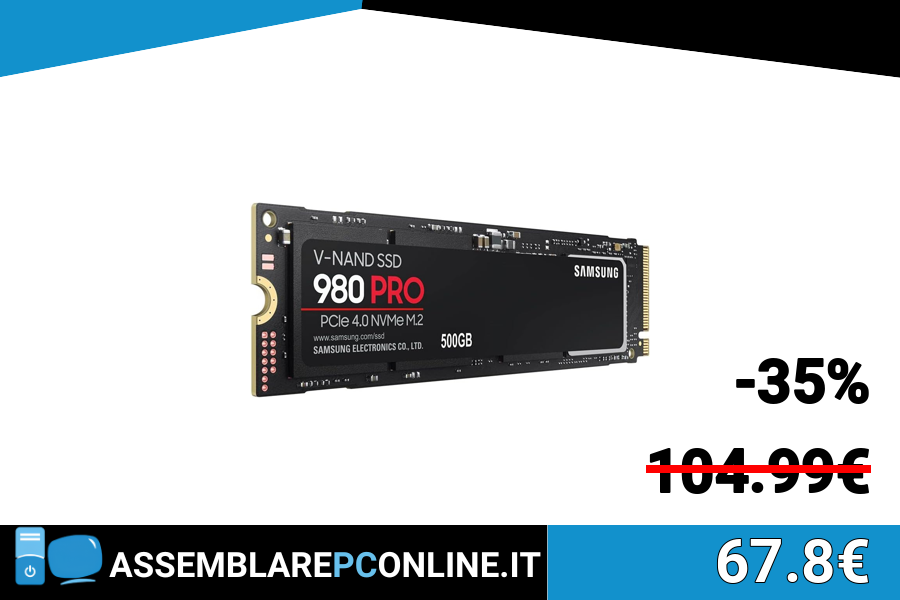 V-NAND SSD
980 PRO
PCIe 4.0 NVMe M.2
www.samsung.com/ssd
SAMSUNG ELECTRONICS CO., LTD.
500GB
SAMSUNG
-35%
104.99€
ASSEMBLAREPCONLINE.IT
67.8€